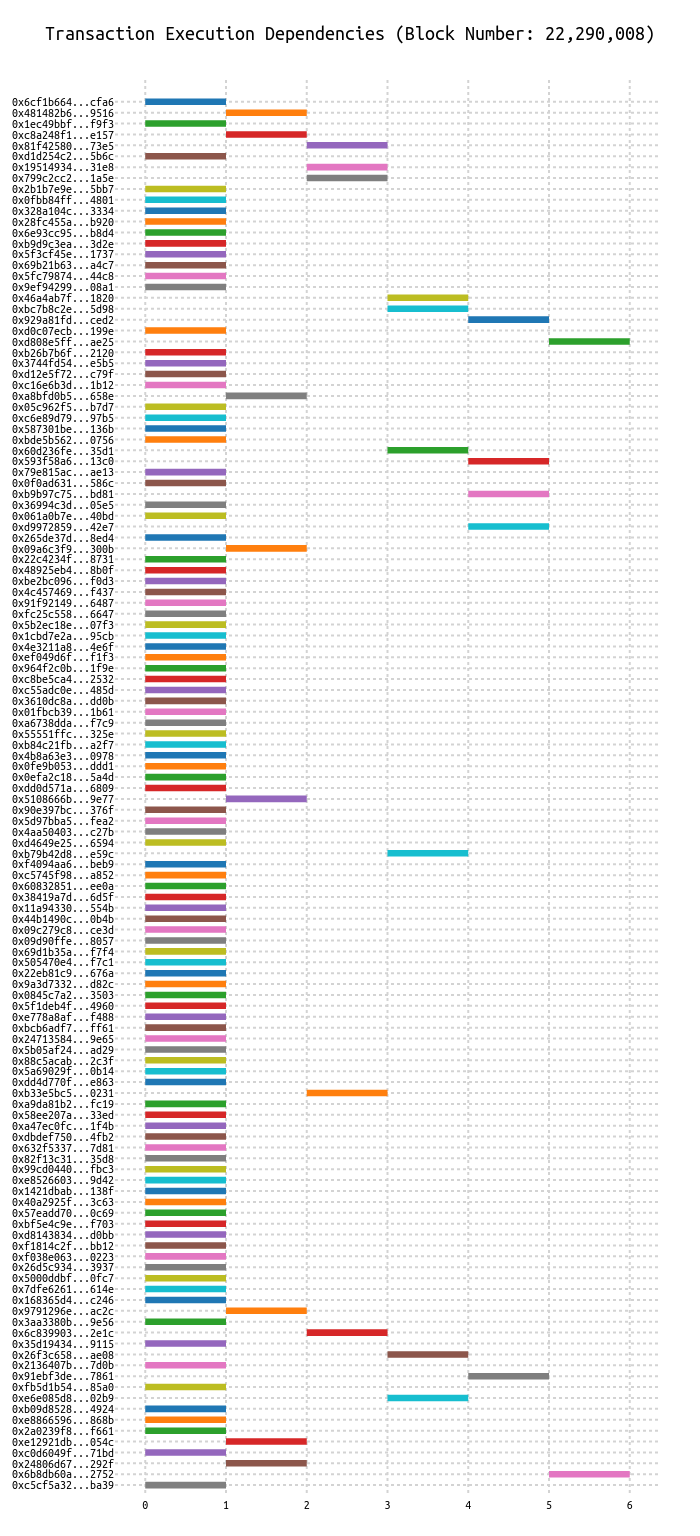 Transaction Execution Dependencies (Block Number: 22,290,008)
0x6cf1b664...cfa6
0x481482b6...9516
0x1ec49bbf...f9f3
0xc8a248f1...e157
0x81f42580...73e5
0xd1d254c2...5b6c
0x19514934...31e8
0x799c2cc2...1a5e
0x2b1b7e9e...5bb7
0x0fbb84ff...4801
0x328a104c...3334
0x28fc455a...b920
0x6e93cc95...b8d4
0xb9d9c3ea...3d2e
0x5f3cf45e...1737
0x69b21b63...a4c7
0x5fc79874...44c8
0x9ef94299...08a1
0x46a4ab7f...1820
0xbc7b8c2e...5d98
0x929a81fd...ced2
0xd0c07ecb...199e
0xd808e5ff...ae25
0xb26b7b6f...2120
0x3744fd54...e5b5
0xd12e5f72...c79f
0xc16e6b3d...1b12
0xa8bfd0b5...658e
0x05c962f5...b7d7
0xc6e89d79...97b5
0x587301be...136b
0xbde5b562...0756
0x60d236fe...35d1
0x593f58a6...13c0
0x79e815ac...ae13
0x0f0ad631...586c
0xb9b97c75...bd81
0x36994c3d...05e5
0x061a0b7e...40bd
0xd9972859...42e7
0x265de37d...8ed4
0x09a6c3f9...300b
0x22c4234f...8731
0x48925eb4...8b0f
0xbe2bc096...f0d3
0x4c457469...f437
0x91f92149...6487
0xfc25c558...6647
0x5b2ec18e...07f3
0x1cbd7e2a...95cb
0x4e3211a8...4e6f
0xef049d6f...f1f3
0x964f2c0b...1f9e
0xc8be5ca4...2532
0xc55adc0e...485d
0x3610dc8a...dd0b
0x01fbcb39...1b61
0xa6738dda...f7c9
0x55551ffc...325e
0xb84c21fb...a2f7
0x4b8a63e3...0978
0x0fe9b053...ddd1
0x0efa2c18...5a4d
0xdd0d571a...6809
0x5108666b...9e77
0x90e397bc...376f
0x5d97bba5...fea2
0x4aa50403...c27b
0xd4649e25...6594
0xb79b42d8...e59c
0xf4094aa6...beb9
0xc5745f98...a852
0x60832851...ee0a
0x38419a7d...6d5f
0x11a94330...554b
0x44b1490c...0b4b
0x09c279c8...ce3d
0x09d90ffe...8057
0x69d1b35a...f7f4
0x505470e4...f7c1
0x22eb81c9...676a
0x9a3d7332...d82c
0x0845c7a2...3503
0x5f1deb4f...4960
0xe778a8af...f488
0xbcb6adf7...ff61
0x24713584...9e65
0x5b05af24...ad29
0x88c5acab...2c3f
0x5a69029f...0b14
0xdd4d770f...e863
0xb33e5bc5...0231
0xa9da81b2...fc19
0x58ee207a...33ed
0xa47ec0fc...1f4b
0xdbdef750...4fb2
0x632f5337...7d81
0x82f13c31...35d8
0x99cd0440...fbc3
0xe8526603...9d42
0x1421dbab...138f
0x40a2925f...3c63
0x57eadd70...0c69
0xbf5e4c9e...f703
0xd8143834...d0bb
0xf1814c2f...bb12
0xf038e063...0223
0x26d5c934...3937
0x5000ddbf...0fc7
0x7dfe6261...614e
0x168365d4...c246
0x9791296e...ac2c
0x3aa3380b...9e56
0x6c839903...2e1c
0x35d19434...9115
0x26f3c658...ae08
0x2136407b...7d0b
0x91ebf3de...7861
0xfb5d1b54...85a0
0xe6e085d8...02b9
0xb09d8528...4924
0xe8866596...868b
0x2a0239f8...f661
0xe12921db...054c
0xc0d6049f...71bd
0x24806d67...292f
0x6b8db60a...2752
0xc5cf5a32...ba39
0 1 2 3 4 5 6